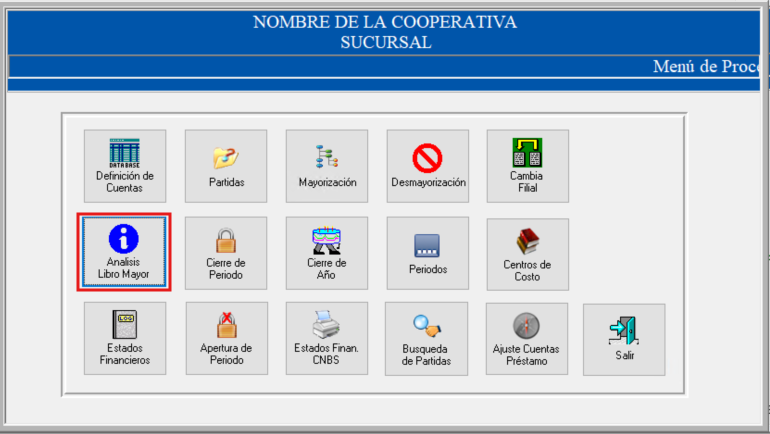 NOMBRE DE LA COOPERATIVA
SUCURSAL
Menú de Proce
DATABASE
Definición de
Cuentas
Partidas
Mayorización
Desmayorización
Cambia
Filial
Analisis
Libro Mayor
Cierre de
Periodo
Cierre de
Año
Periodos
Centros de
Costo
LOG
Estados
Financieros
Apertura de
Periodo
Estados Finan.
CNBS
Busqueda
de Partidas
Ajuste Cuentas
Préstamo
Salir